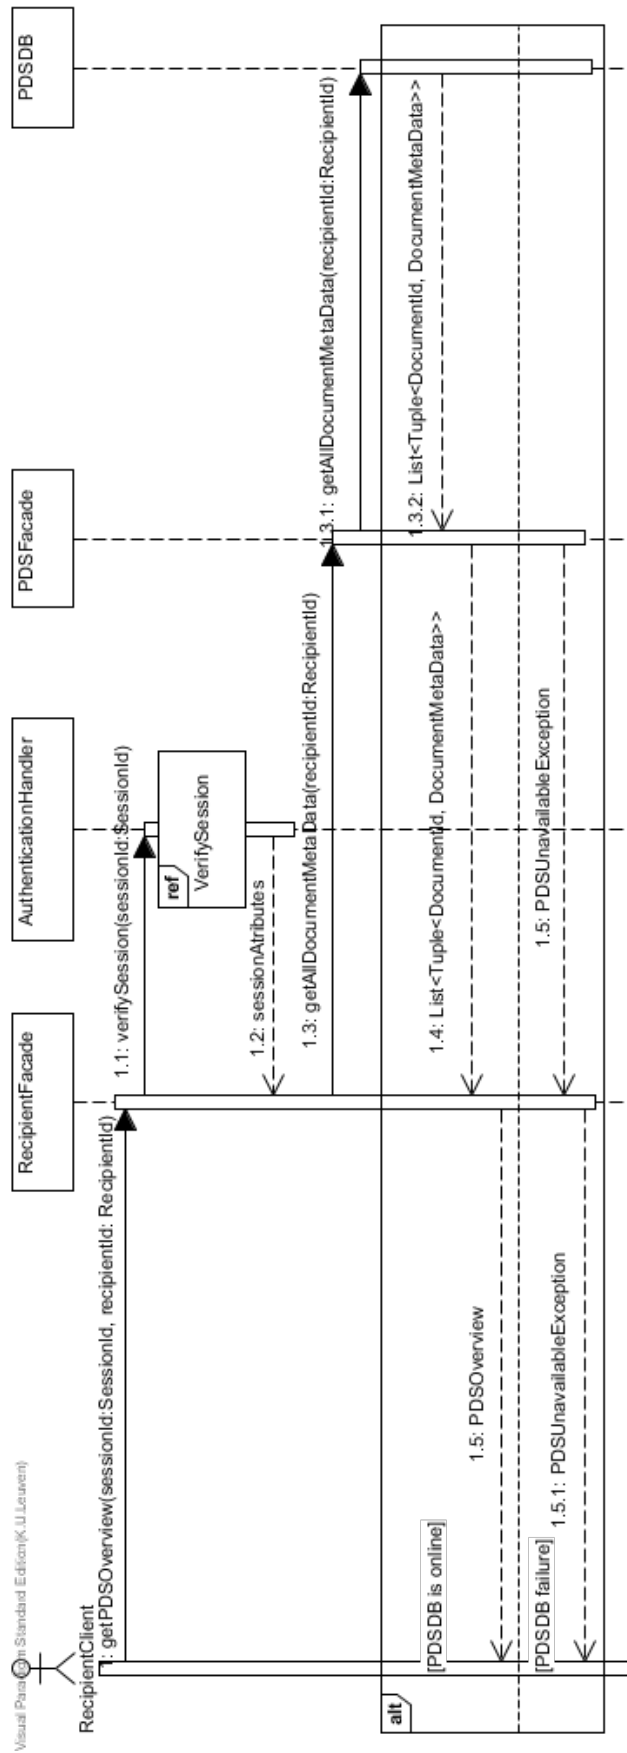 Visual Paradigm Standard Edition(K.U.Leuven)
RecipientClient
RecipientFacade
AuthenticationHandler
PDSFacade
PDSDB
1: getPDSOverview(sessionId:SessionId, recipientId: RecipientId)
1.1: verifySession(sessionId:SessionId)
ref
VerifySession
1.2: sessionAtributes
1.3: getAllDocumentMetaData(recipientId:RecipientId)
1.3.1: getAllDocumentMetaData(recipientId:RecipientId)
alt
[PDSDB is online]
1.3.2: List<Tuple<DocumentId, DocumentMetaData>>
1.4: List<Tuple<DocumentId, DocumentMetaData>>
1.5: PDSOverview
[PDSDB failure]
1.5: PDSUnavailableException
1.5.1: PDSUnavailableException